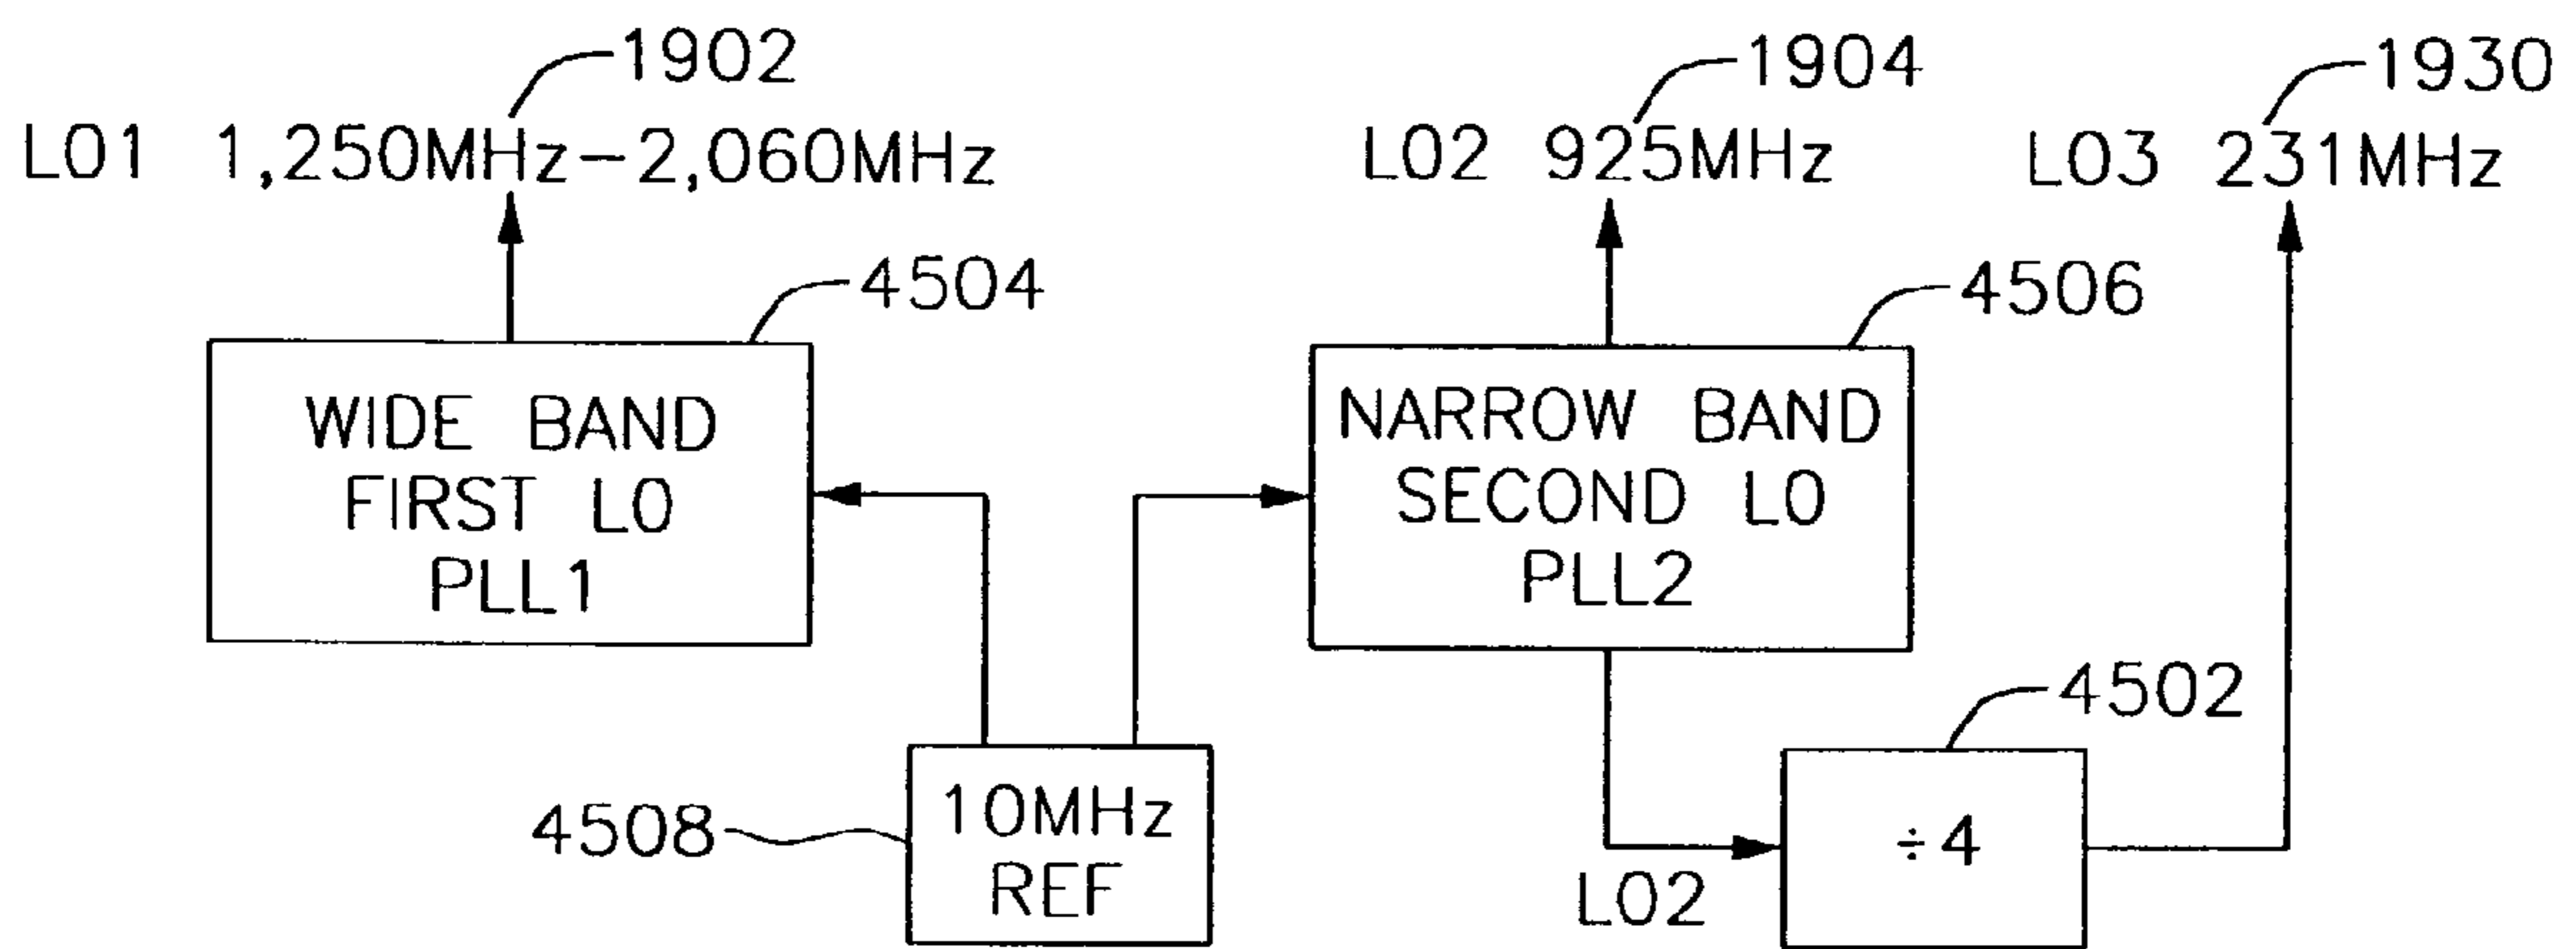 1902
1904
1930
LO1 1,250MHz-2,060MHz
LO2 925MHz
LO3 231MHz
4504
4506
WIDE BAND
FIRST LO
PLL1
NARROW BAND
SECOND LO
PLL2
4502
4508
10MHz
REF
÷4
LO2